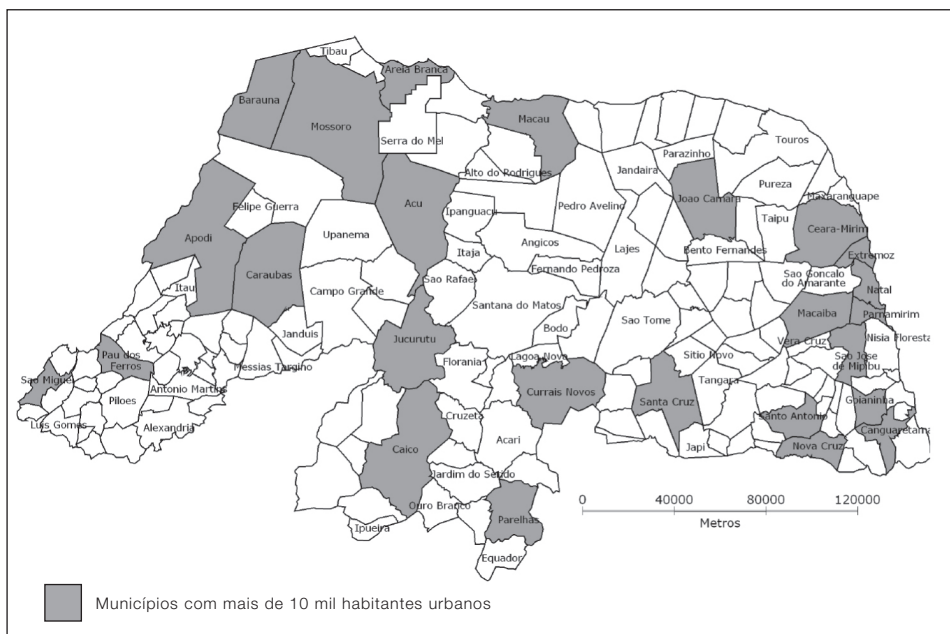 Tibau
Areia Branca
Barauna
Mossoro
Macau
Serra do Mel
Touros
Parazinho
Alto do Rodrigues
Jandaira
Pureza
Maxaranguape
Joao Camara
Felipe Guerra
Acu
Ipanguacu
Pedro Avelino
Taipu
Ceara-Mirim
Apodi
Upanema
Angicos
Lajes
Bento Fernandes
Extremoz
Itaja
Caraubas
Fernando Pedroza
Sao Rafael
Sao Goncalo
do Amarante
Itau
Campo Grande
Natal
Santana do Matos
Macaiba
Parnamirim
Sao Tome
Bodo
Janduis
Jucurutu
Vera Cruz
Nisia Floresta
Pau dos
Ferros
Florania
Lagoa Nova
Sitio Novo
Sao Jose
de Mipibu
Messias Targino
Sao Miguel
Tangara
Antonio Martins
Currais Novos
Piloes
Santa Cruz
Goianinha
Santo Antonio
Cruzeta
Luis Gomes
Alexandria
Canguaretama
Acari
Caico
Japi
Nova Cruz
Jardim do Serido
Ouro Branco
Parelhas
Ipueira
Equador
0 40000 80000 120000
Metros
Municípios com mais de 10 mil habitantes urbanos